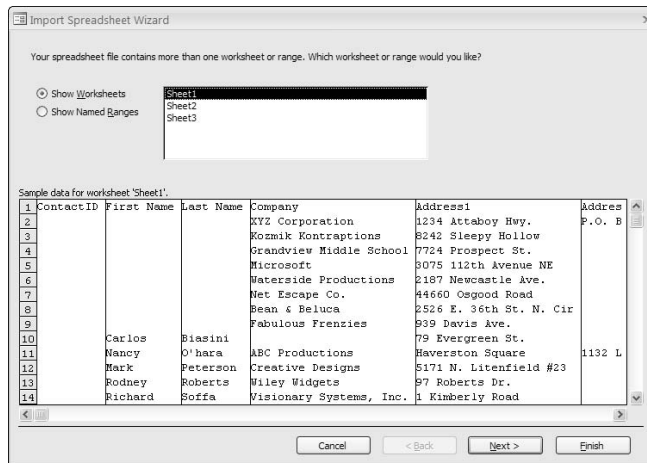 Import Spreadsheet Wizard
Your spreadsheet file contains more than one worksheet or range. Which worksheet or range would you like?
Show Worksheets
Show Named Ranges
Sheet1
Sheet2
Sheet3
Sample data for worksheet 'Sheet1'.
1 ContactID First Name Last Name Company Address1 Addres
2 XYZ Corporation 1234 Attaboy Hwy. P.O. B
3 Kozmik Kontraptions 8242 Sleepy Hollow
4 Grandview Middle School 7724 Prospect St.
5 Microsoft 3075 112th Avenue NE
6 Waterside Productions 2187 Newcastle Ave.
7 Net Escape Co. 44660 Osgood Road
8 Bean & Beluca 2526 E. 36th St. N. Cir
9 Fabulous Frenzies 939 Davis Ave.
10 Carlos Biasini 79 Evergreen St.
11 Nancy O'hara ABC Productions Haverston Square 1132 L
12 Mark Peterson Creative Designs 5171 N. Litenfield #23
13 Rodney Roberts Wiley Widgets 97 Roberts Dr.
14 Richard Soffa Visionary Systems, Inc. 1 Kimberly Road
Cancel < Back Next > Finish